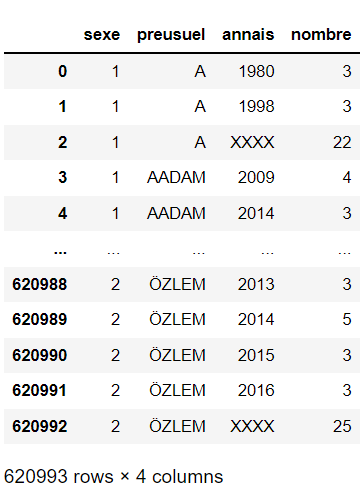 sexe preusuel annais nombre
0 1 A 1980 3
1 1 A 1998 3
2 1 A XXXX 22
3 1 AADAM 2009 4
4 1 AADAM 2014 3
... ... ... ... ...
620988 2 ÖZLEM 2013 3
620989 2 ÖZLEM 2014 5
620990 2 ÖZLEM 2015 3
620991 2 ÖZLEM 2016 3
620992 2 ÖZLEM XXXX 25
620993 rows × 4 columns